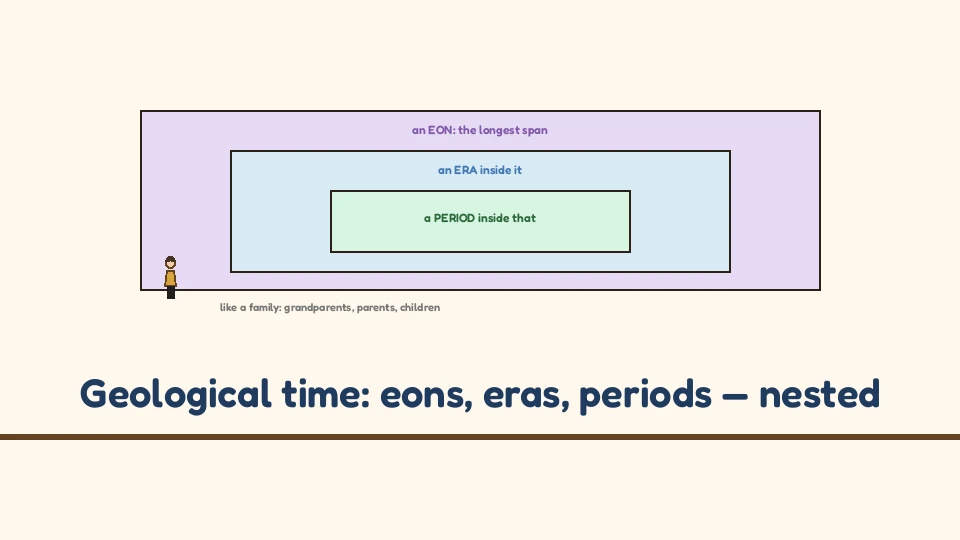 an EON: the longest span
an ERA inside it
a PERIOD inside that
like a family: grandparents, parents, children
Geological time: eons, eras, periods — nested